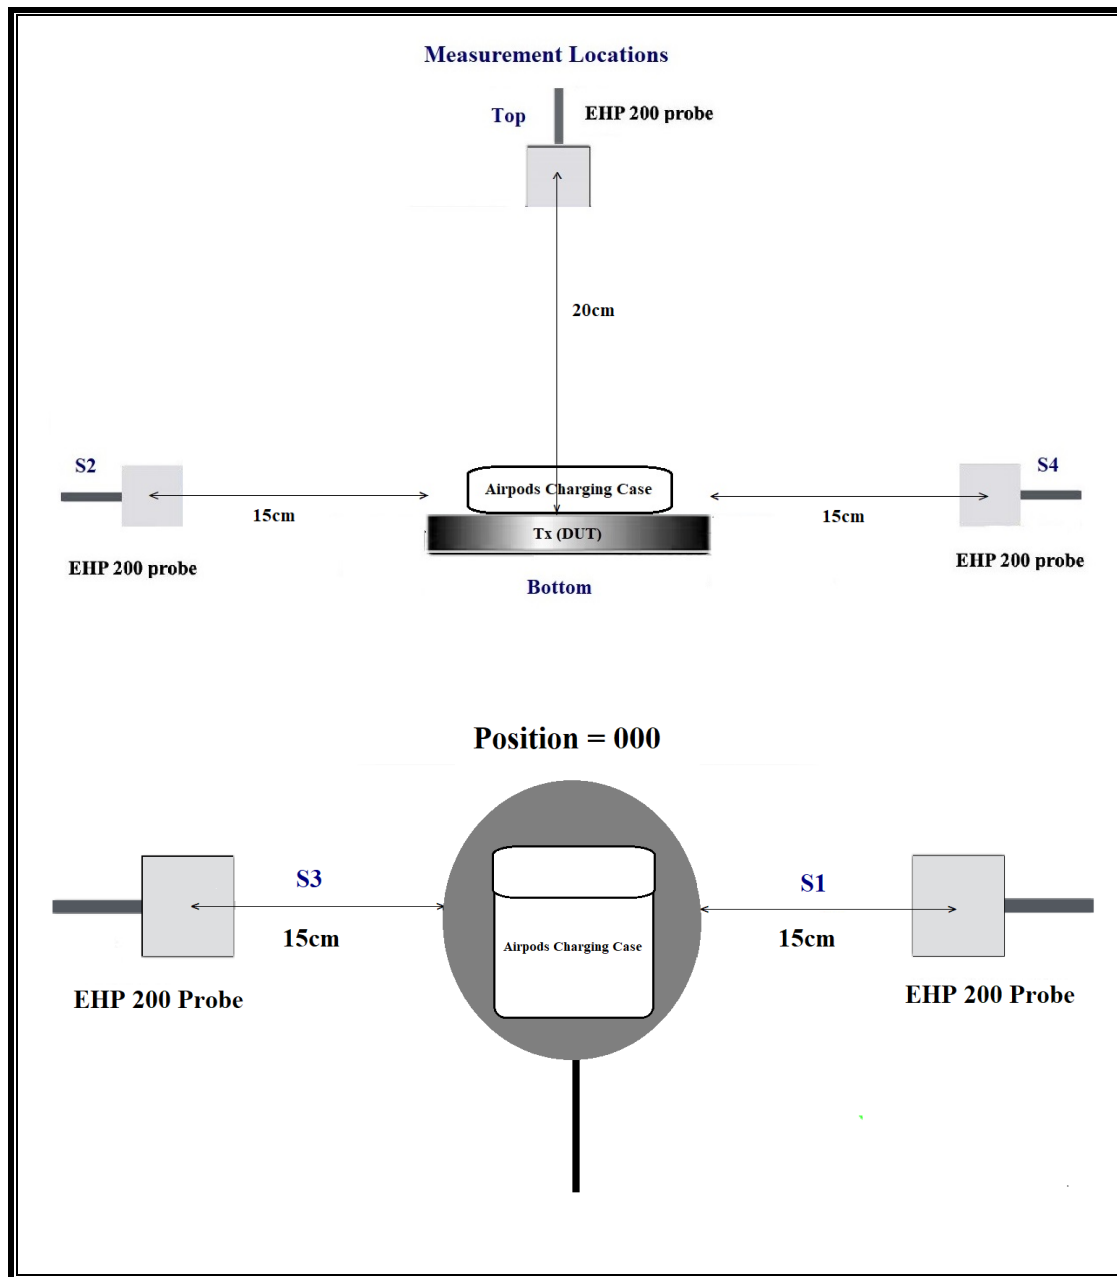 Measurement Locations
Top
EHP 200 probe
20cm
S2
S4
Airpods Charging Case
15cm
15cm
Tx (DUT)
EHP 200 probe
EHP 200 probe
Bottom
Position = 000
S3
S1
15cm
15cm
Airpods Charging Case
EHP 200 Probe
EHP 200 Probe